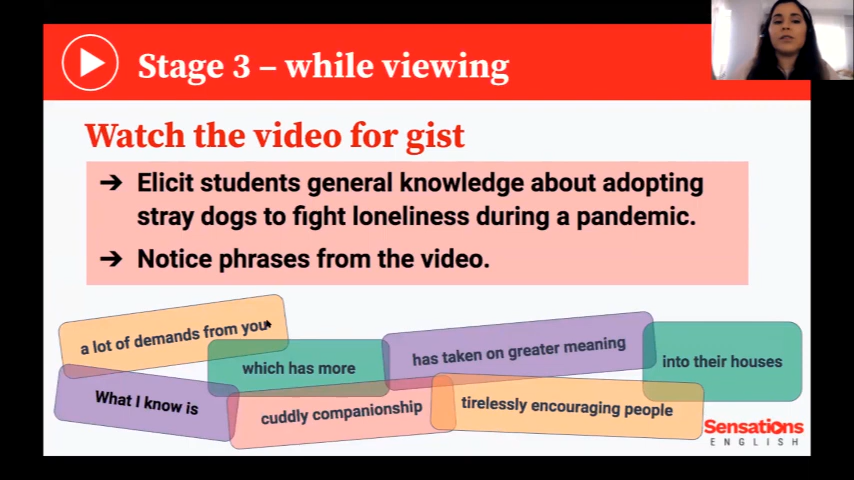 Stage 3 – while viewing
Watch the video for gist
➔ Elicit students general knowledge about adopting
stray dogs to fight loneliness during a pandemic.
➔ Notice phrases from the video.
a lot of demands from you
which has more
has taken on greater meaning
into their houses
What I know is
cuddly companionship
tirelessly encouraging people
Sensations
ENGLISH